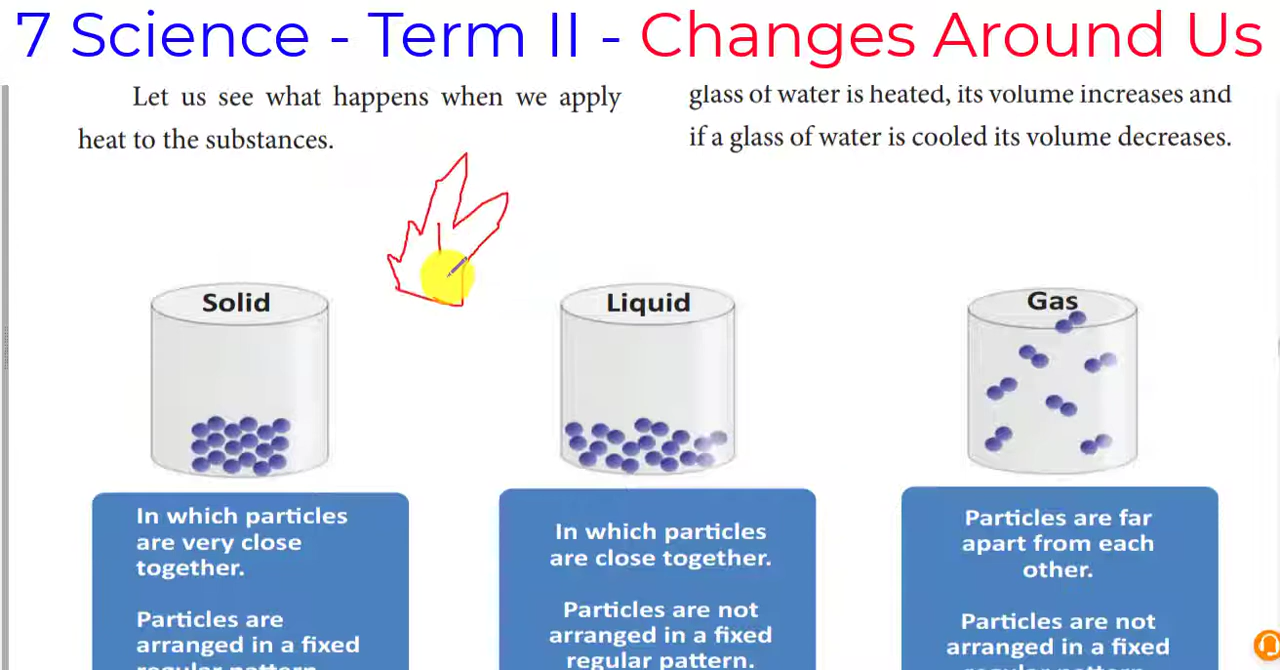 7 Science - Term II - Changes Around Us
Let us see what happens when we apply
heat to the substances.
glass of water is heated, its volume increases and
if a glass of water is cooled its volume decreases.
Solid
In which particles
are very close
together.
Particles are
arranged in a fixed
regular pattern
Liquid
In which particles
are close together.
Particles are not
arranged in a fixed
regular pattern.
Gas
Particles are far
apart from each
other.
Particles are not
arranged in a fixed
regular pattern